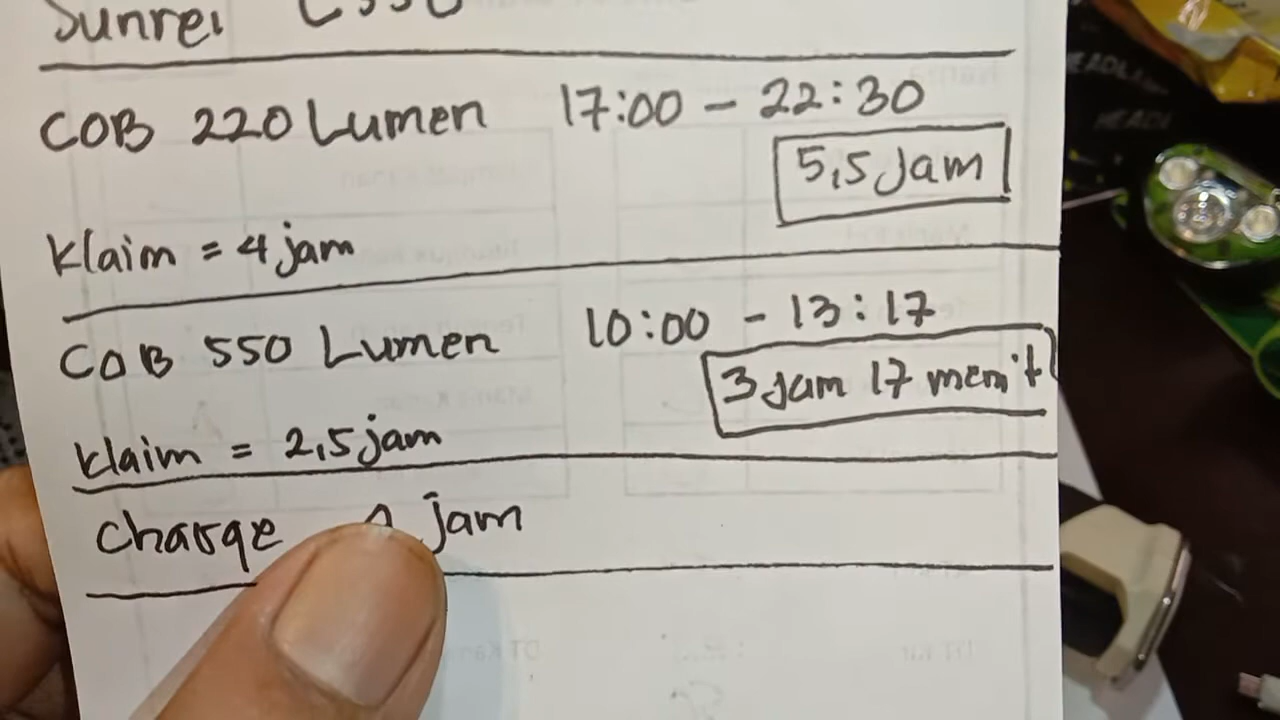 Sunrei
COB 220 Lumen 17:00 - 22:30
5,5 Jam
Klaim = 4 jam
COB 550 Lumen 10:00 - 13:17
3 Jam 17 menit
Klaim = 2,5 jam
Charge jam